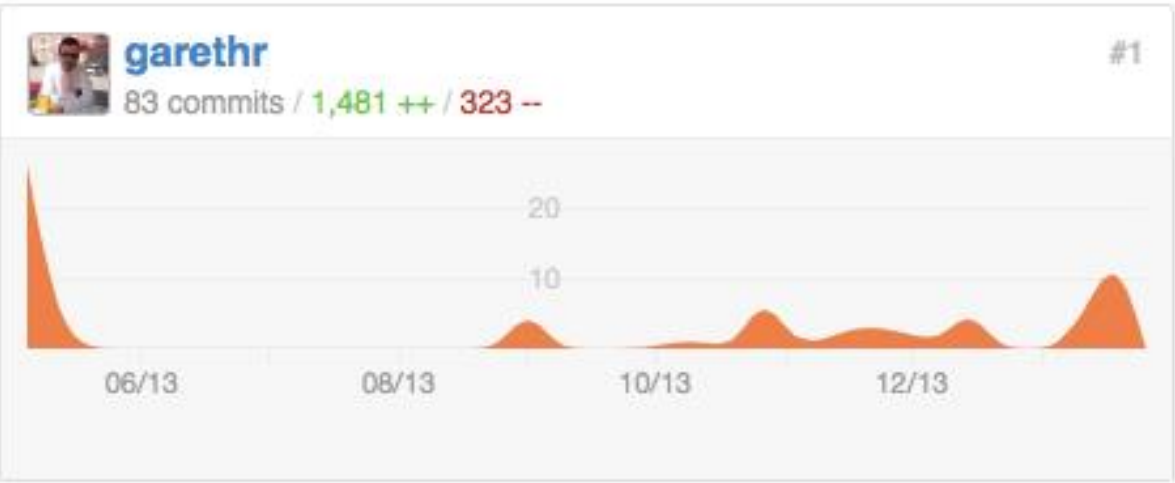 garethr
#1
83 commits / 1,481 ++ / 323 --
20
10
06/13 08/13 10/13 12/13